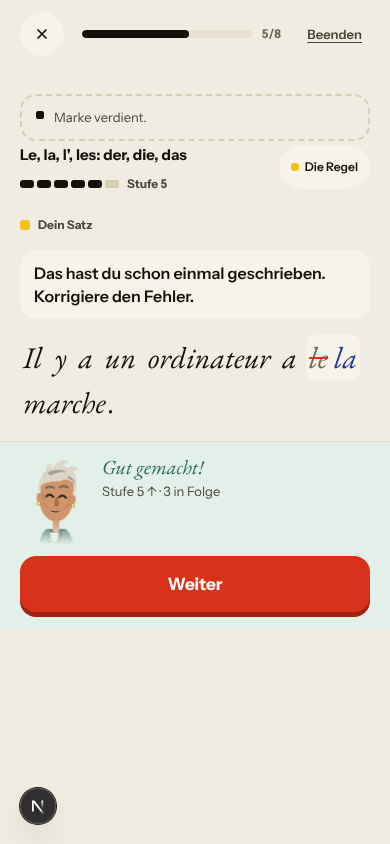 5/8 Beenden
Marke verdient.
Le, la, l', les: der, die, das
Die Regel
Stufe 5
Dein Satz
Das hast du schon einmal geschrieben.
Korrigiere den Fehler.
Il y a un ordinateur a le la
marche.
Gut gemacht!
Stufe 5 ↑ · 3 in Folge
Weiter
N